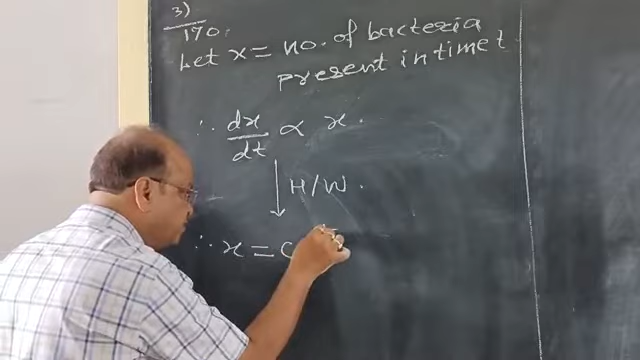 3)
170.
Let x = no. of bacteria
present in time t
∴ dx/dt ∝ x.
↓ H/W.
∴ x = C